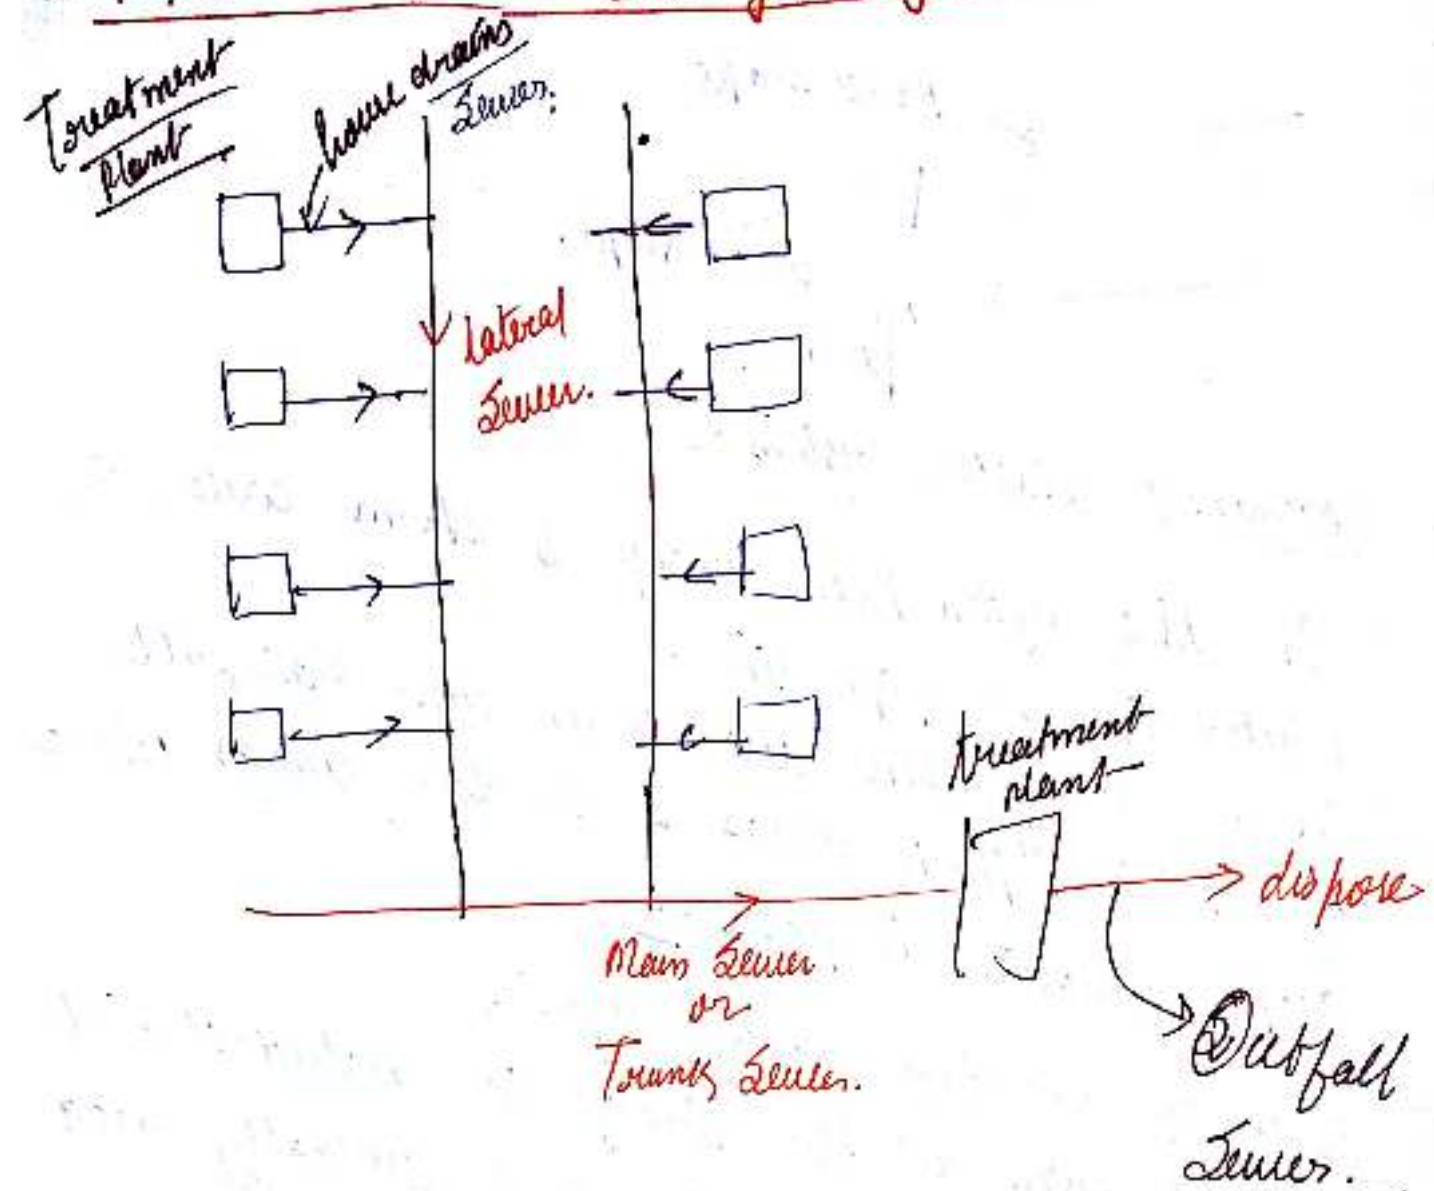 Treatment
Plant
house drains
Sewer.
lateral
Sewer.
treatment
plant
dispose
Main Sewer
or
Trunk Sewer.
Outfall
Sewer.